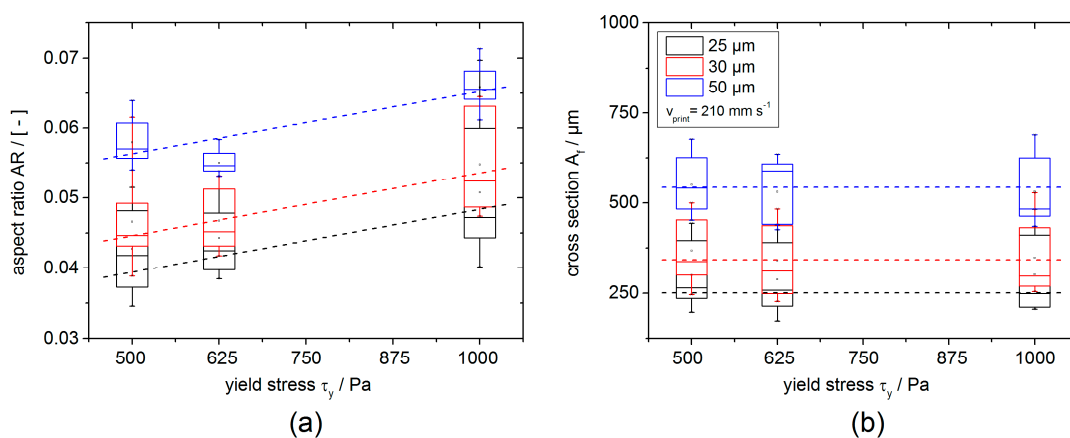 0.07
0.06
0.05
0.04
0.03
aspect ratio AR / [ - ]
500
625
750
875
1000
yield stress τy / Pa
(a)
1000
750
500
250
cross section Af / µm
25 µm
30 µm
50 µm
vprint= 210 mm s-1
500
625
750
875
1000
yield stress τy / Pa
(b)